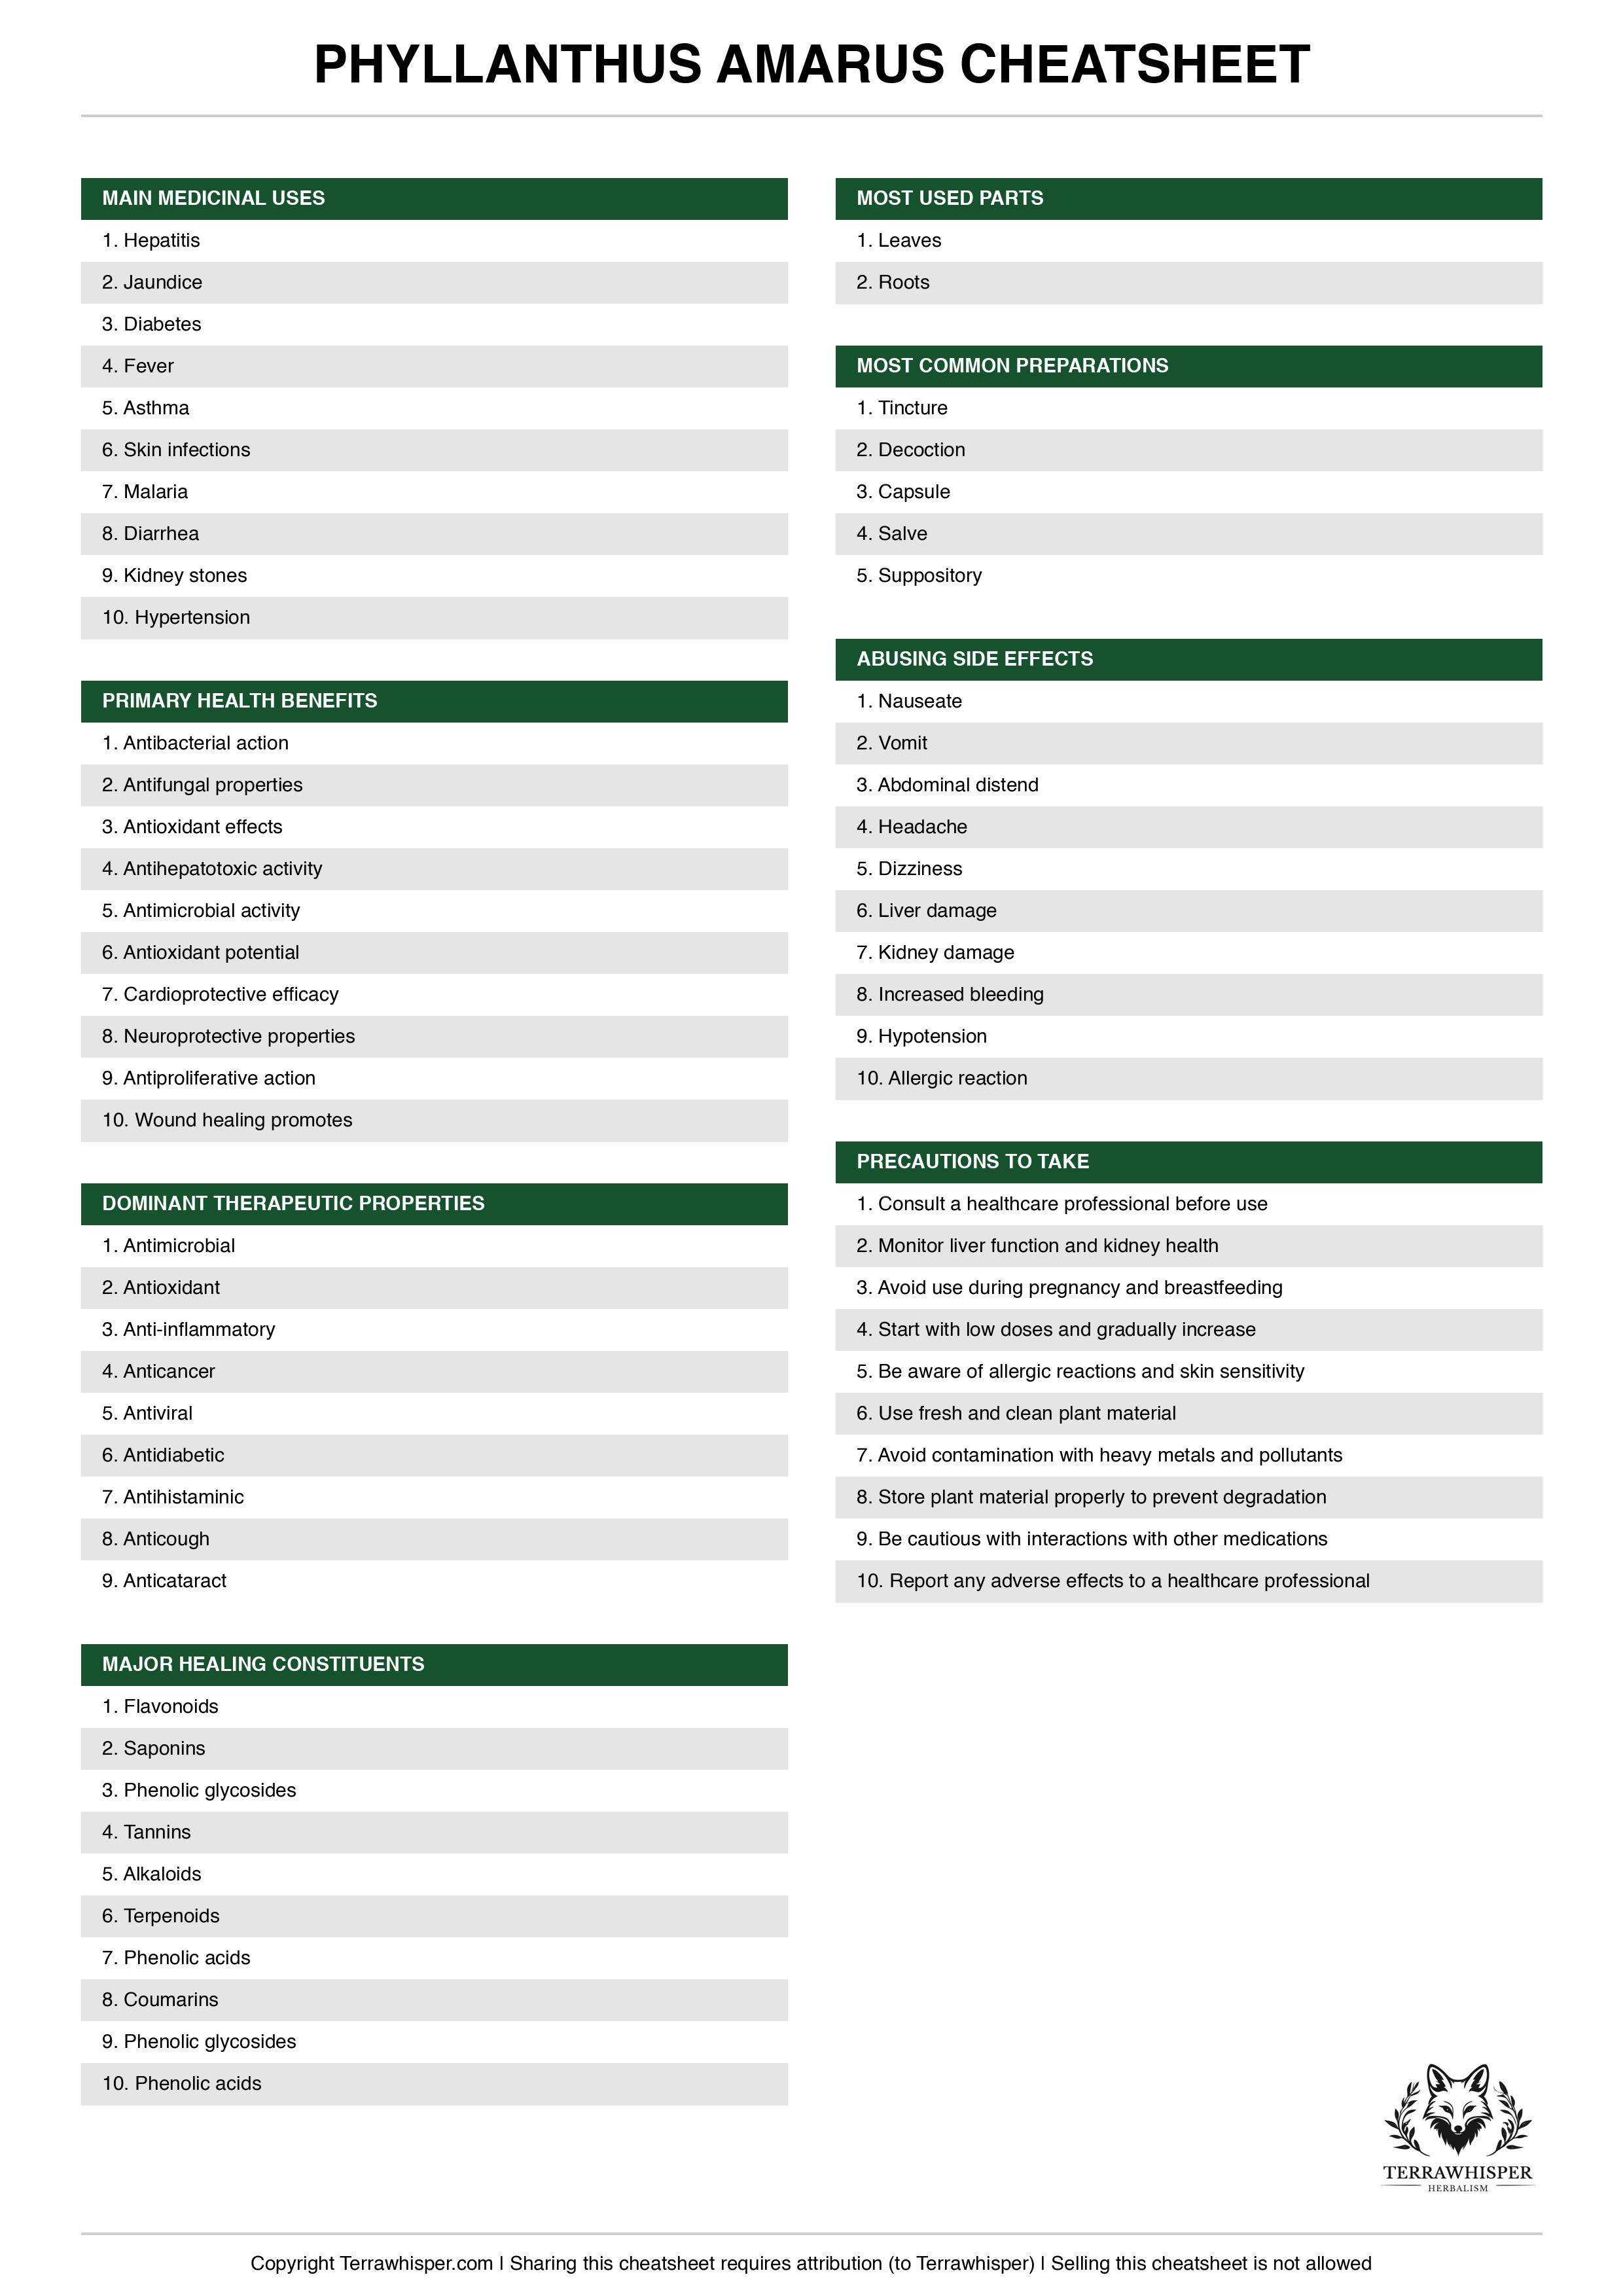 PHYLLANTHUS AMARUS CHEATSHEET
MAIN MEDICINAL USES
1. Hepatitis
2. Jaundice
3. Diabetes
4. Fever
5. Asthma
6. Skin infections
7. Malaria
8. Diarrhea
9. Kidney stones
10. Hypertension
PRIMARY HEALTH BENEFITS
1. Antibacterial action
2. Antifungal properties
3. Antioxidant effects
4. Antihepatotoxic activity
5. Antimicrobial activity
6. Antioxidant potential
7. Cardioprotective efficacy
8. Neuroprotective properties
9. Antiproliferative action
10. Wound healing promotes
DOMINANT THERAPEUTIC PROPERTIES
1. Antimicrobial
2. Antioxidant
3. Anti-inflammatory
4. Anticancer
5. Antiviral
6. Antidiabetic
7. Antihistaminic
8. Anticough
9. Anticataract
MAJOR HEALING CONSTITUENTS
1. Flavonoids
2. Saponins
3. Phenolic glycosides
4. Tannins
5. Alkaloids
6. Terpenoids
7. Phenolic acids
8. Coumarins
9. Phenolic glycosides
10. Phenolic acids
MOST USED PARTS
1. Leaves
2. Roots
MOST COMMON PREPARATIONS
1. Tincture
2. Decoction
3. Capsule
4. Salve
5. Suppository
ABUSING SIDE EFFECTS
1. Nauseate
2. Vomit
3. Abdominal distend
4. Headache
5. Dizziness
6. Liver damage
7. Kidney damage
8. Increased bleeding
9. Hypotension
10. Allergic reaction
PRECAUTIONS TO TAKE
1. Consult a healthcare professional before use
2. Monitor liver function and kidney health
3. Avoid use during pregnancy and breastfeeding
4. Start with low doses and gradually increase
5. Be aware of allergic reactions and skin sensitivity
6. Use fresh and clean plant material
7. Avoid contamination with heavy metals and pollutants
8. Store plant material properly to prevent degradation
9. Be cautious with interactions with other medications
10. Report any adverse effects to a healthcare professional
TERRAWHISPER
HERBALISM
Copyright Terrawhisper.com | Sharing this cheatsheet requires attribution (to Terrawhisper) | Selling this cheatsheet is not allowed